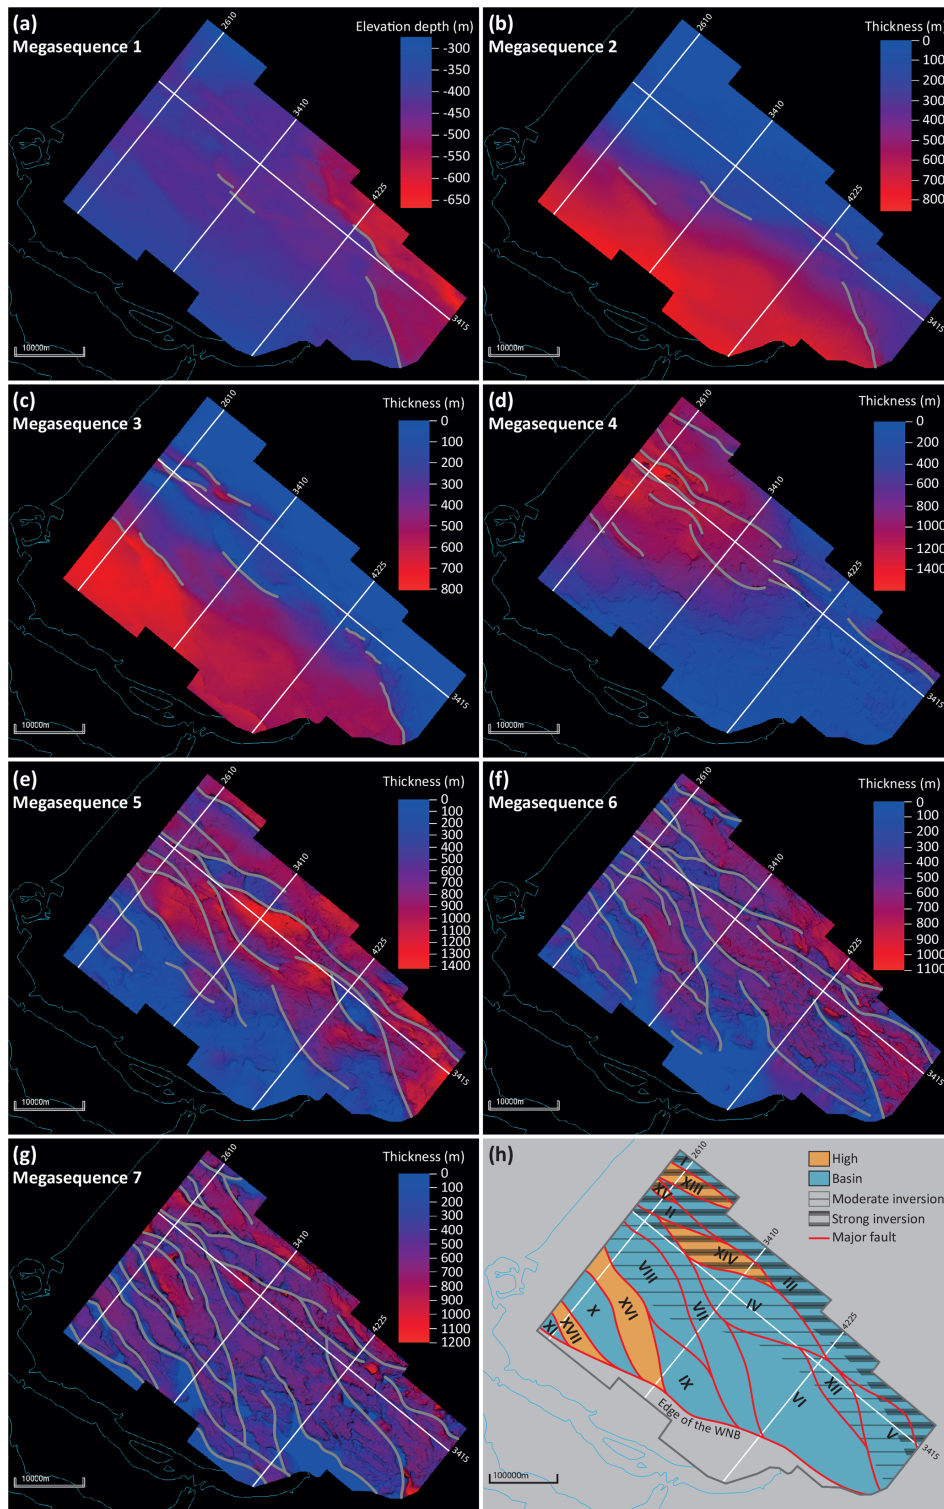 (a)
Megasequence 1
Elevation depth (m)
-300
-350
-400
-450
-500
-550
-600
-650
2610
3410
4225
3415
10000m
(b)
Megasequence 2
Thickness (m)
0
100
200
300
400
500
600
700
800
2610
3410
4225
3415
10000m
(c)
Megasequence 3
Thickness (m)
0
100
200
300
400
500
600
700
800
2610
3410
4225
3415
10000m
(d)
Megasequence 4
Thickness (m)
0
200
400
600
800
1000
1200
1400
2610
3410
4225
3415
10000m
(e)
Megasequence 5
Thickness (m)
0
100
200
300
400
500
600
700
800
900
1000
1100
1200
1300
1400
2610
3410
4225
3415
10000m
(f)
Megasequence 6
Thickness (m)
0
100
200
300
400
500
600
700
800
900
1000
1100
2610
3410
4225
3415
10000m
(g)
Megasequence 7
Thickness (m)
0
100
200
300
400
500
600
700
800
900
1000
1100
1200
2610
3410
4225
3415
10000m
(h)
High
Basin
Moderate inversion
Strong inversion
Major fault
2610
3410
4225
3415
I
XIII
XV
II
XIV
III
VIII
IV
VII
XVI
X
XVII
XI
IX
XII
VI
V
Edge of the WNB
100000m